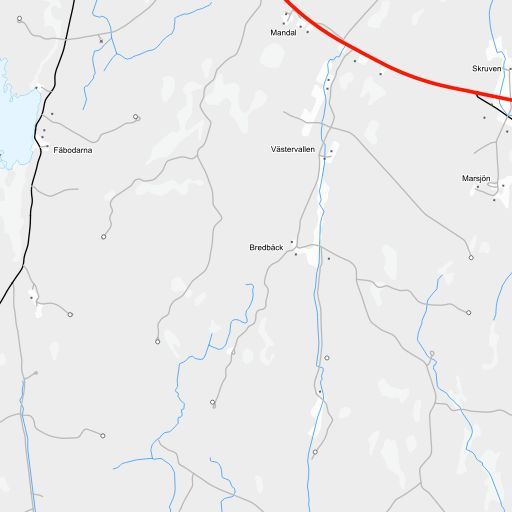 Mandal
Skruven
Fäbodarna
Västervallen
Marsjön
Bredbäck